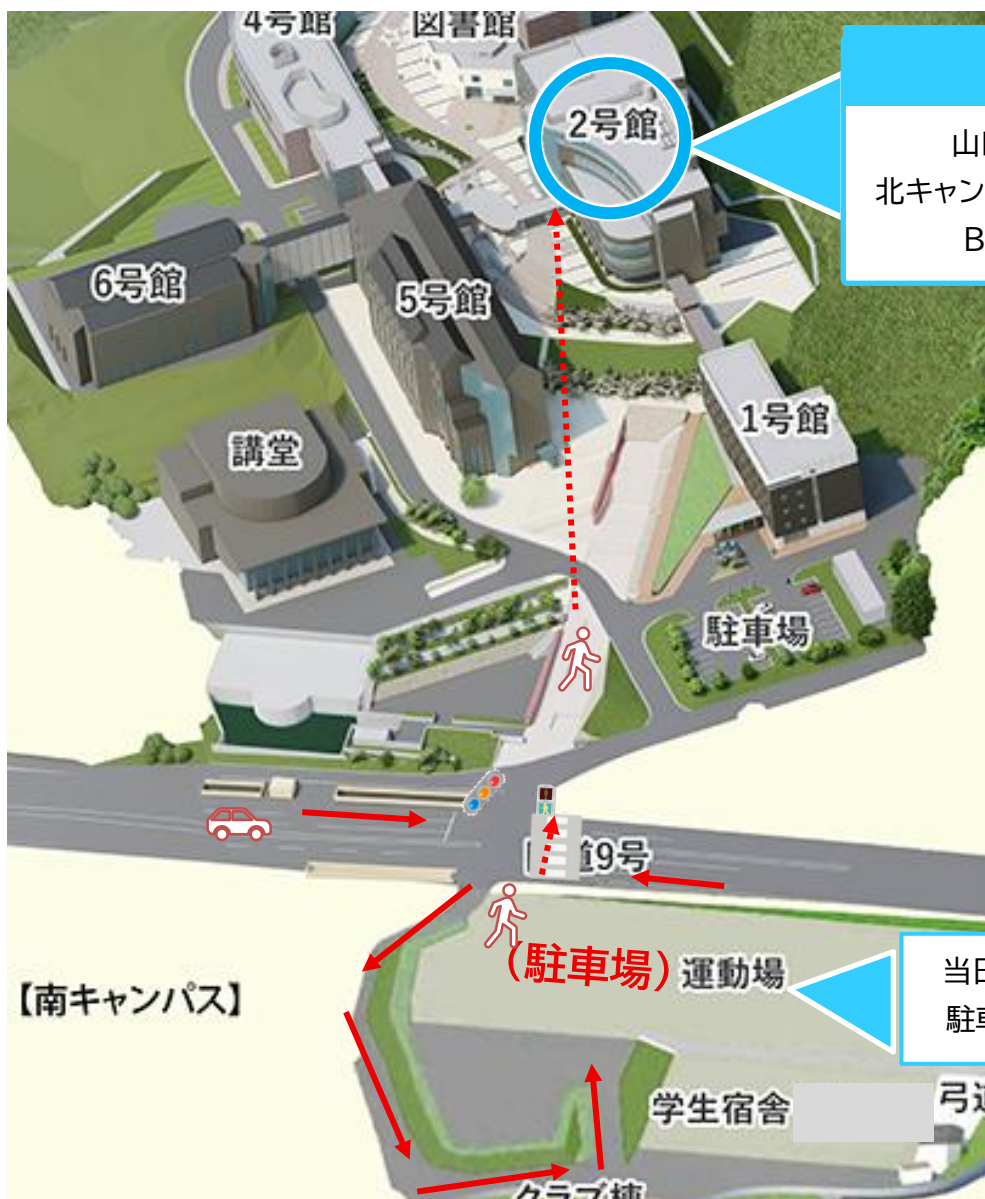 4号館
図書館
2号館
山
北キャン
B
6号館
5号館
1号館
講堂
駐車場
道9号
(駐車場)
運動場
当日
駐車
【南キャンパス】
学生宿舎
弓道
クラブ棟